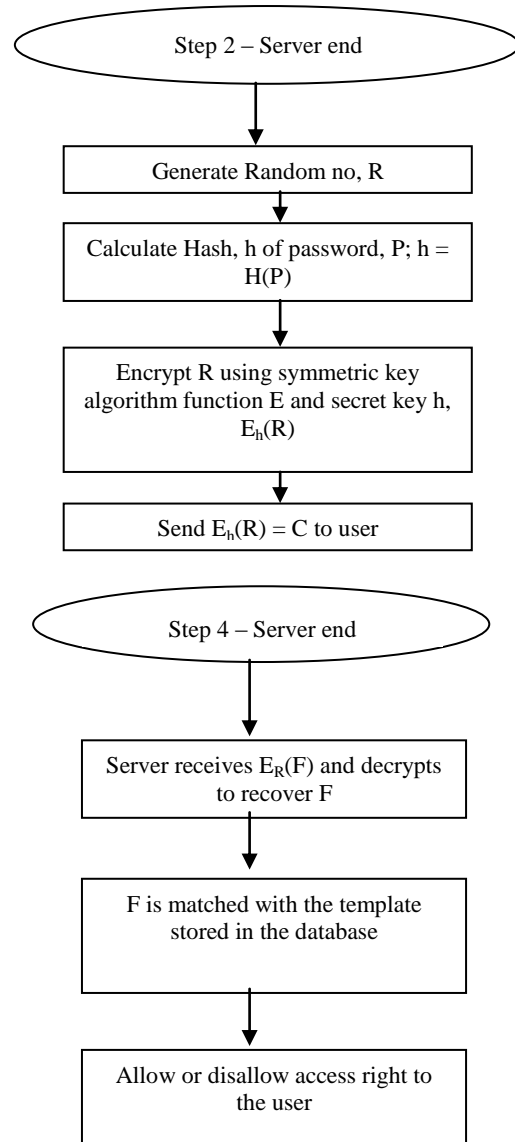 Step 2 – Server end
Generate Random no, R
Calculate Hash, h of password, P; h =
H(P)
Encrypt R using symmetric key
algorithm function E and secret key h,
Eh(R)
Send Eh(R) = C to user
Step 4 – Server end
Server receives ER(F) and decrypts
to recover F
F is matched with the template
stored in the database
Allow or disallow access right to
the user